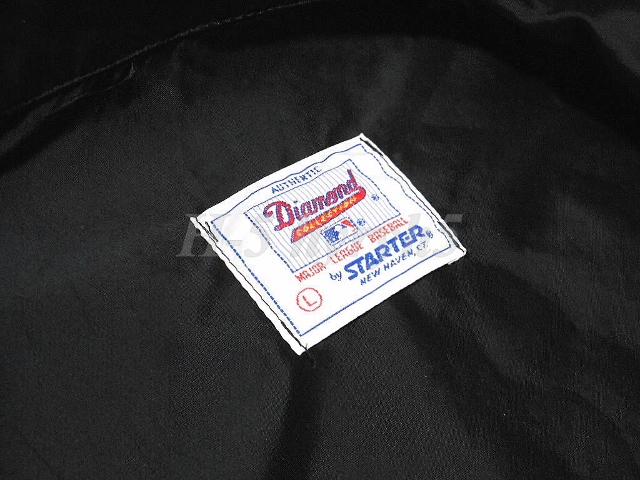 AUTHENTIC
Diamond
COLLECTION ®
®
MAJOR LEAGUE BASEBALL
by STARTER®
NEW HAVEN, CT.
L